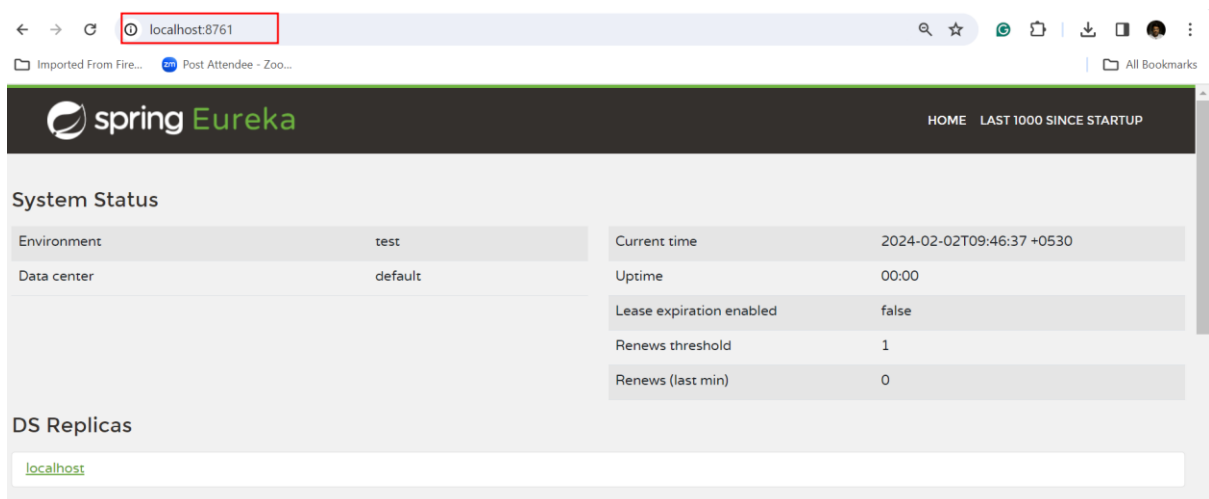 localhost:8761
Imported From Fire... zm Post Attendee - Zoo... All Bookmarks
spring Eureka HOME LAST 1000 SINCE STARTUP
System Status
Environment test Current time 2024-02-02T09:46:37 +0530
Data center default Uptime 00:00
Lease expiration enabled false
Renews threshold 1
Renews (last min) 0
DS Replicas
localhost